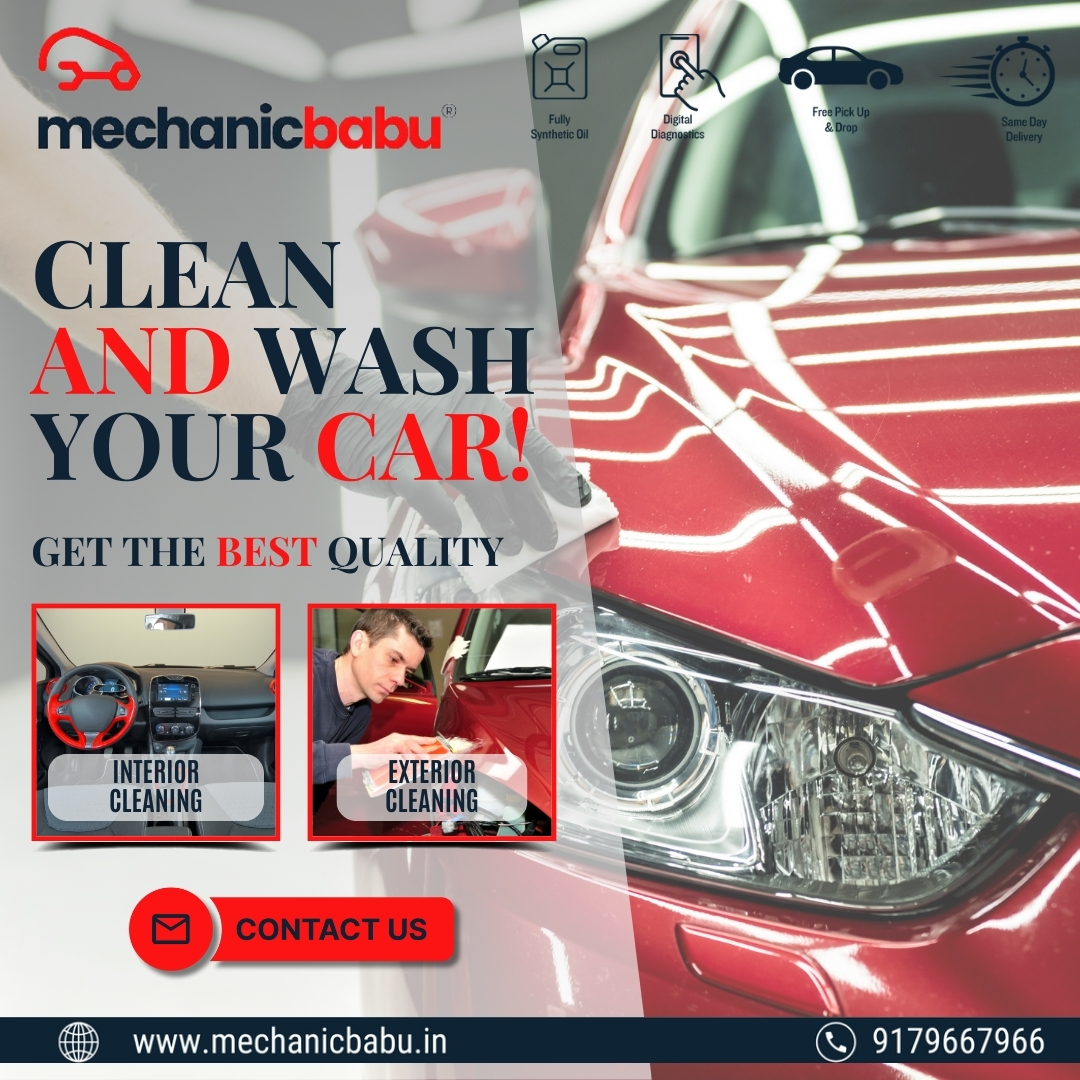 mechanicbabu®
Fully
Synthetic Oil
Digital
Diagnostics
Free Pick Up
& Drop
Same Day
Delivery
CLEAN
AND WASH
YOUR CAR!
GET THE BEST QUALITY
INTERIOR
CLEANING
EXTERIOR
CLEANING
CONTACT US
www.mechanicbabu.in
9179667966